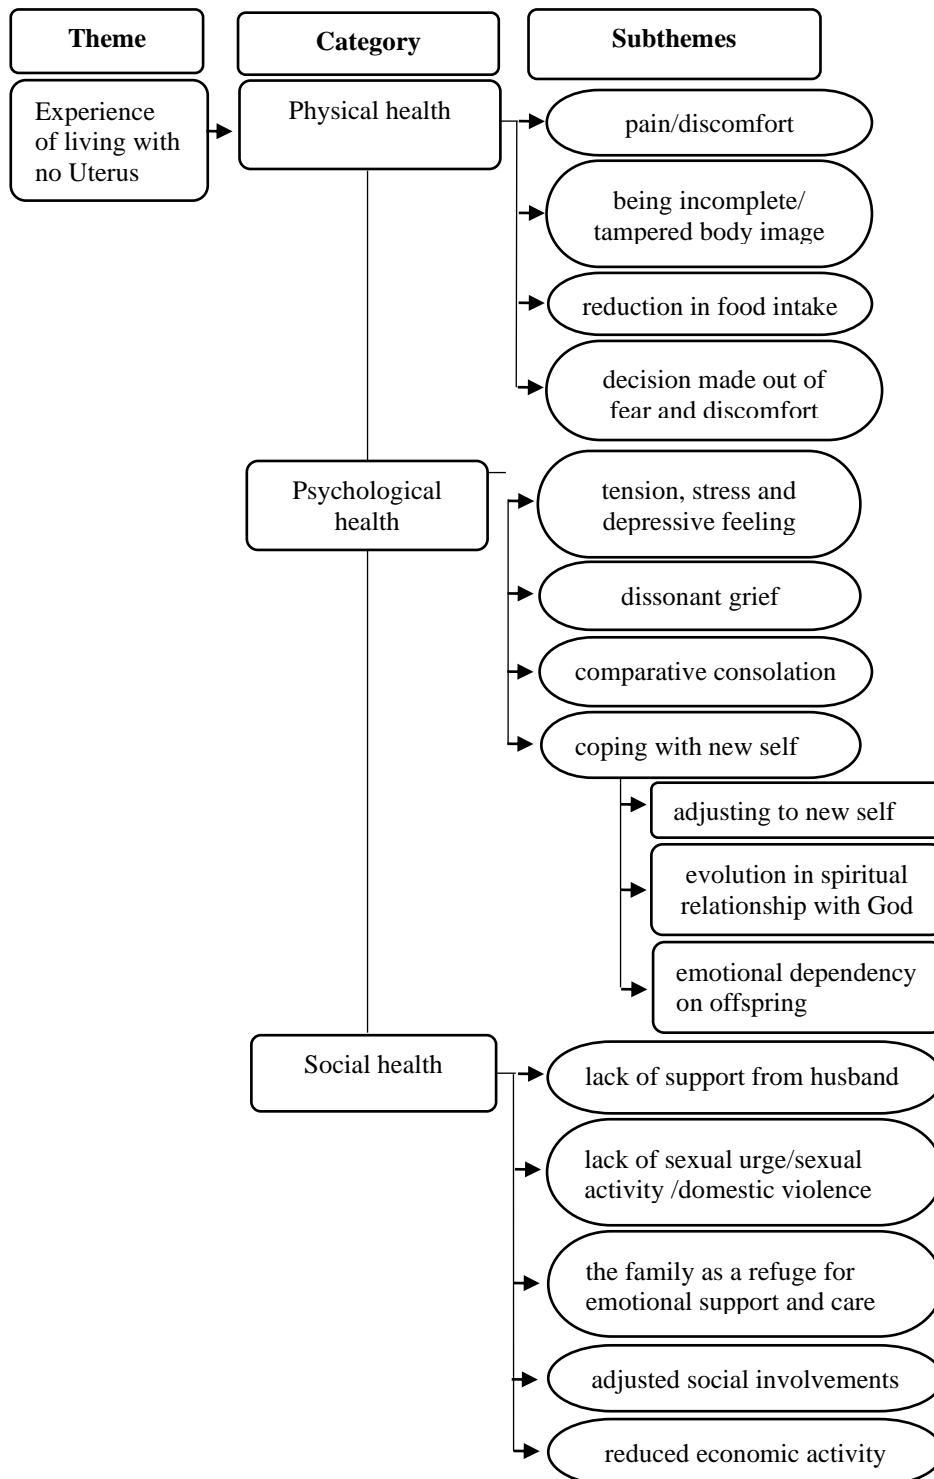 Theme
Category
Subthemes
Experience
of living with
no Uterus
Physical health
pain/discomfort
being incomplete/
tampered body image
reduction in food intake
decision made out of
fear and discomfort
Psychological
health
tension, stress and
depressive feeling
dissonant grief
comparative consolation
coping with new self
adjusting to new self
evolution in spiritual
relationship with God
emotional dependency
on offspring
Social health
lack of support from husband
lack of sexual urge/sexual
activity /domestic violence
the family as a refuge for
emotional support and care
adjusted social involvements
reduced economic activity